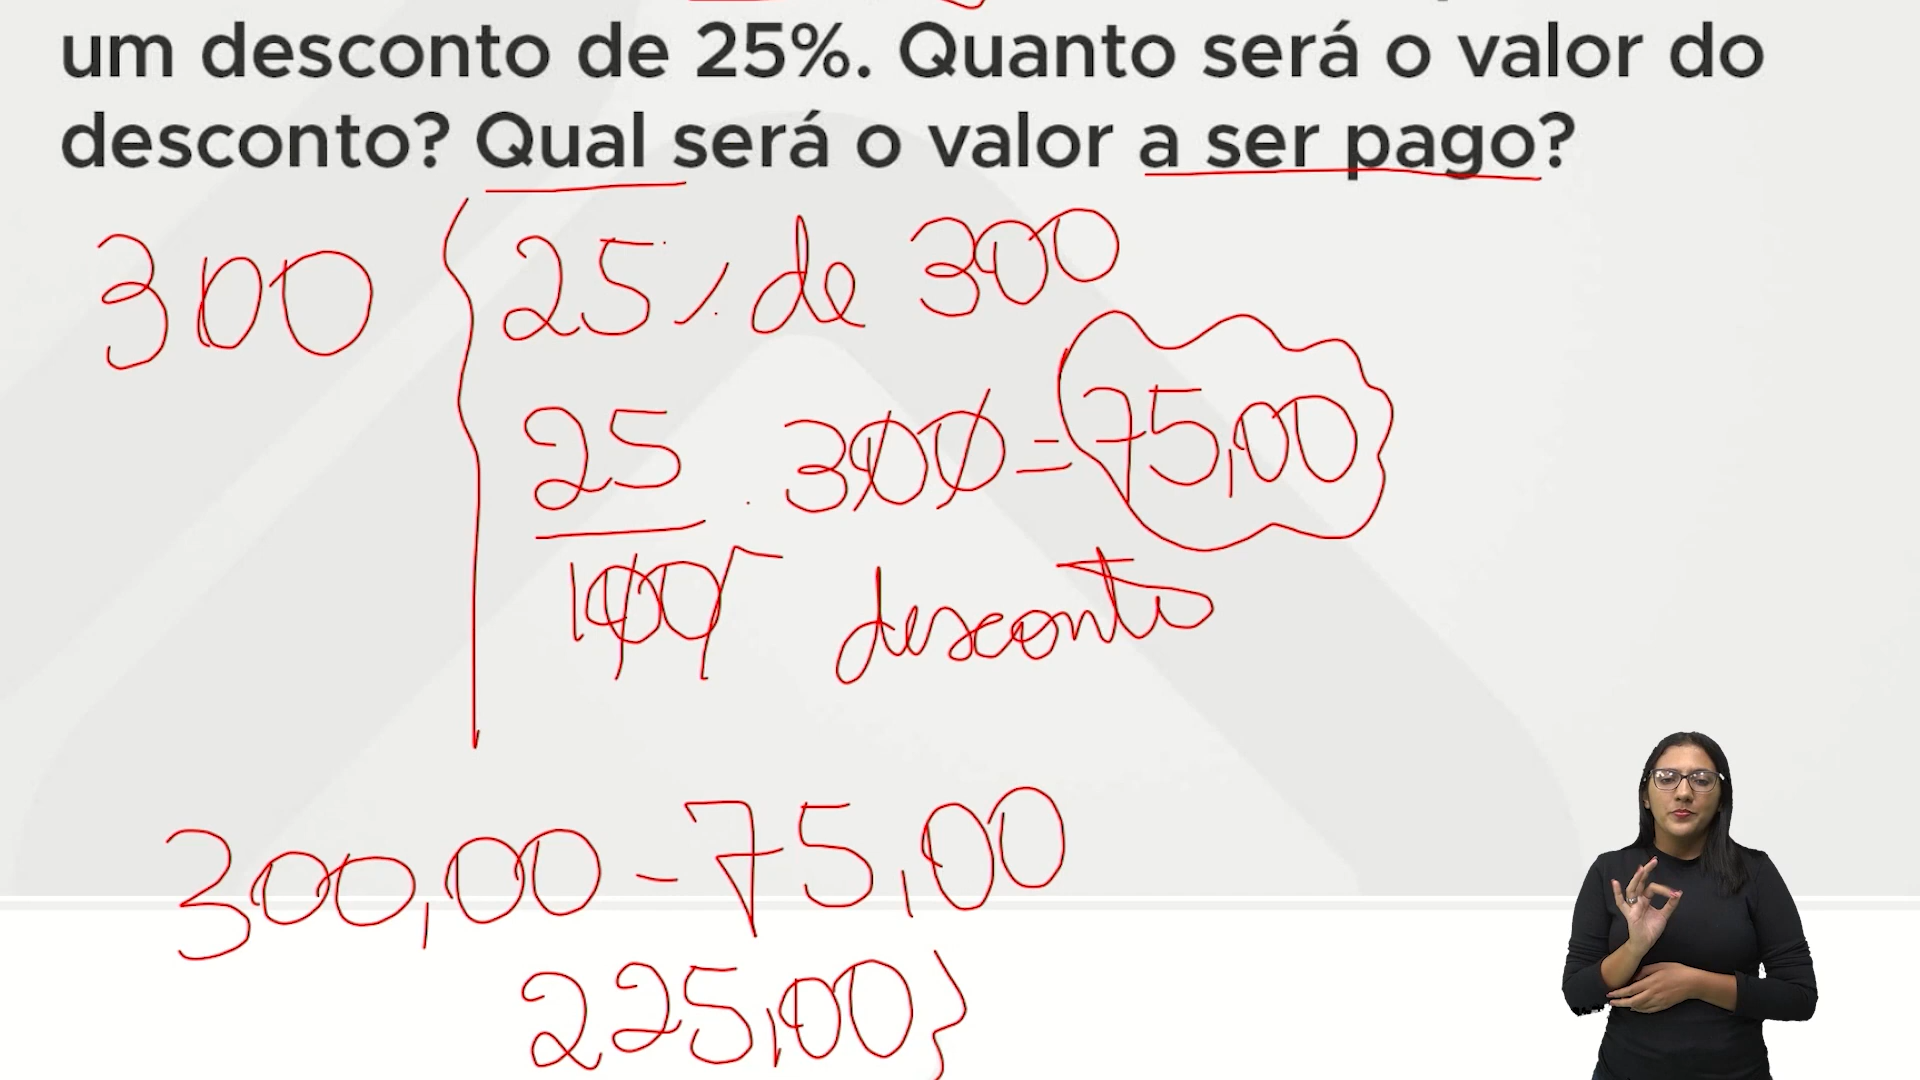 um desconto de 25%. Quanto será o valor do
desconto? Qual será o valor a ser pago?
300
25% de 300
25/100 . 300 = 75,00
desconto
300,00 - 75,00
225,00}